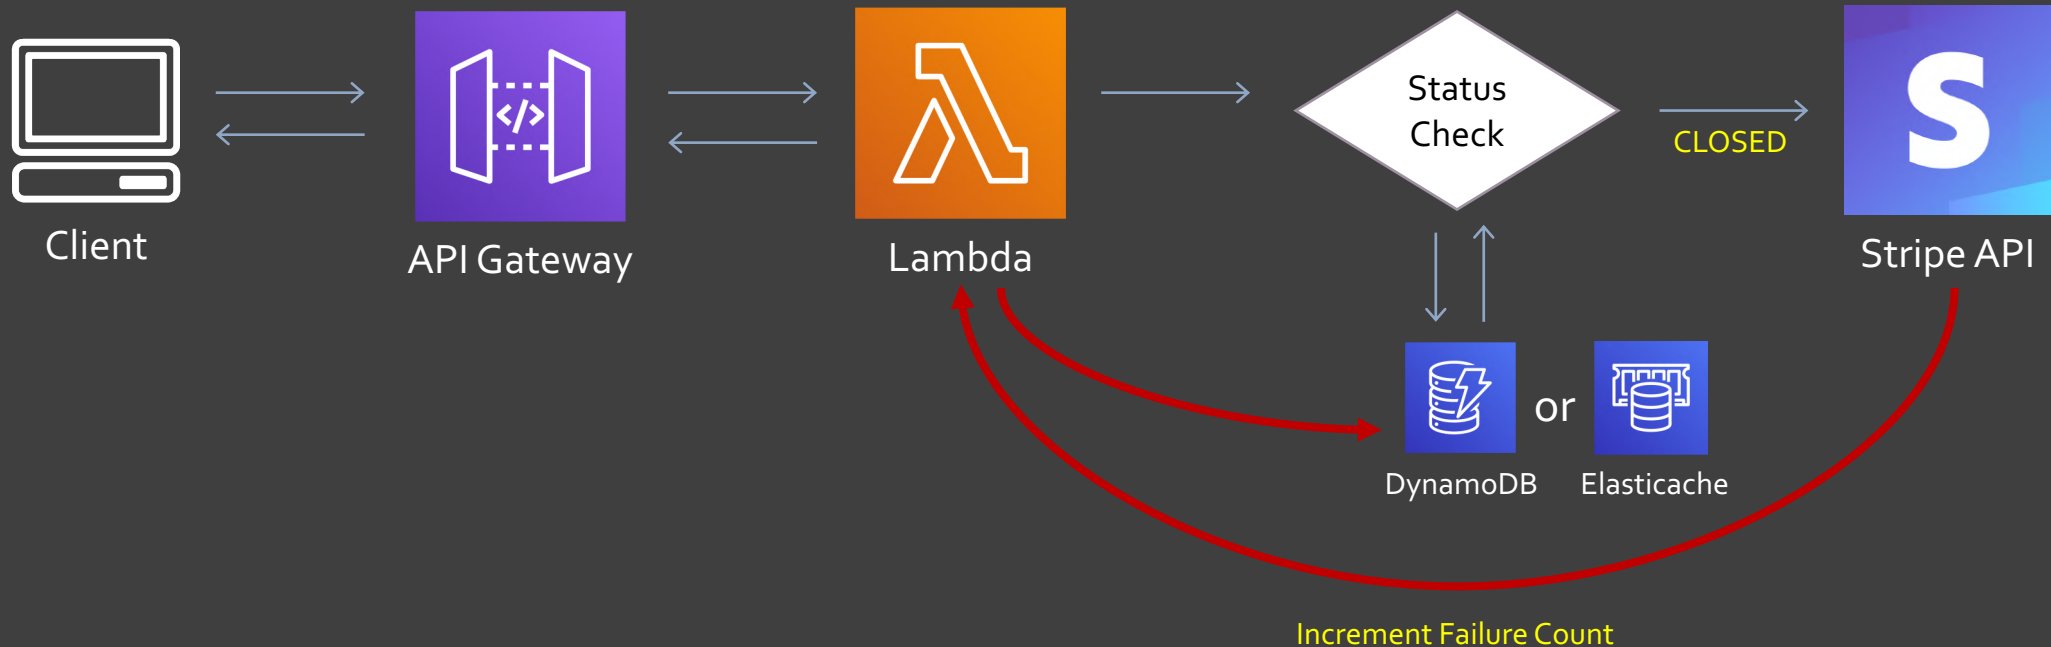 Status
Check
CLOSED
Client
API Gateway
Lambda
Stripe API
or
DynamoDB
Elasticache
Increment Failure Count